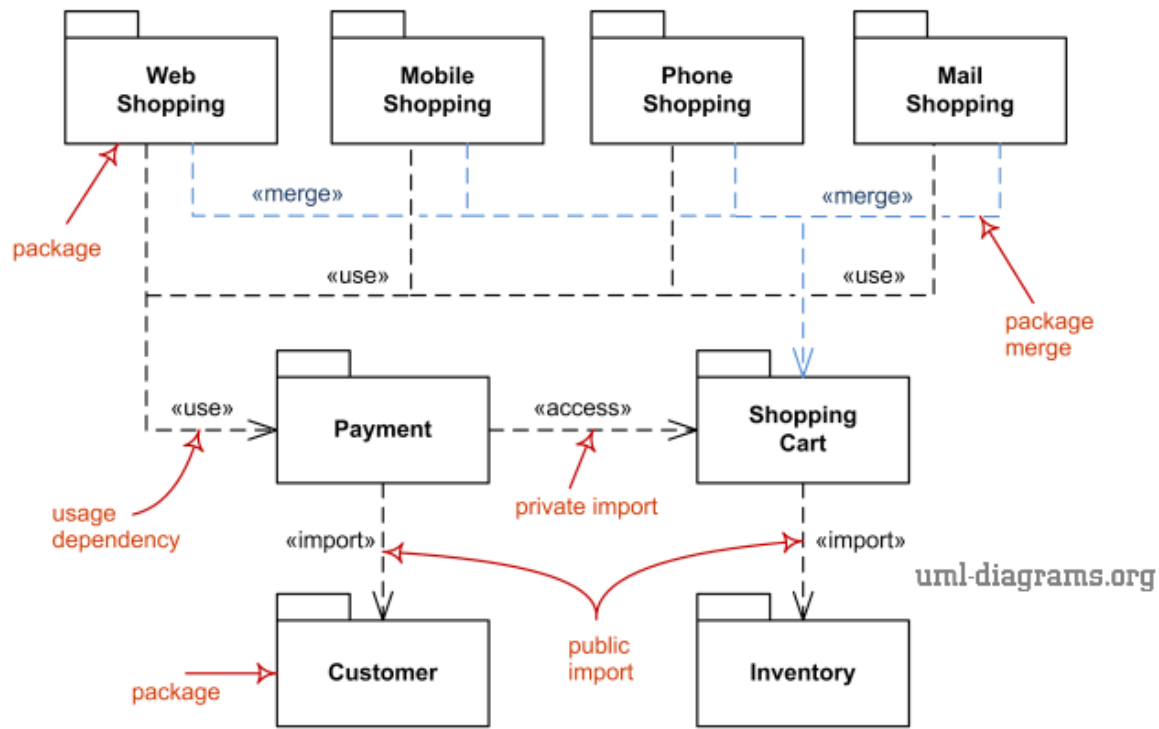 Web
Shopping
Mobile
Shopping
Phone
Shopping
Mail
Shopping
«merge»
«merge»
package
«use»
«use»
package
merge
«use»
Payment
«access»
Shopping
Cart
usage
dependency
private import
«import»
«import»
uml-diagrams.org
public
import
package
Customer
Inventory